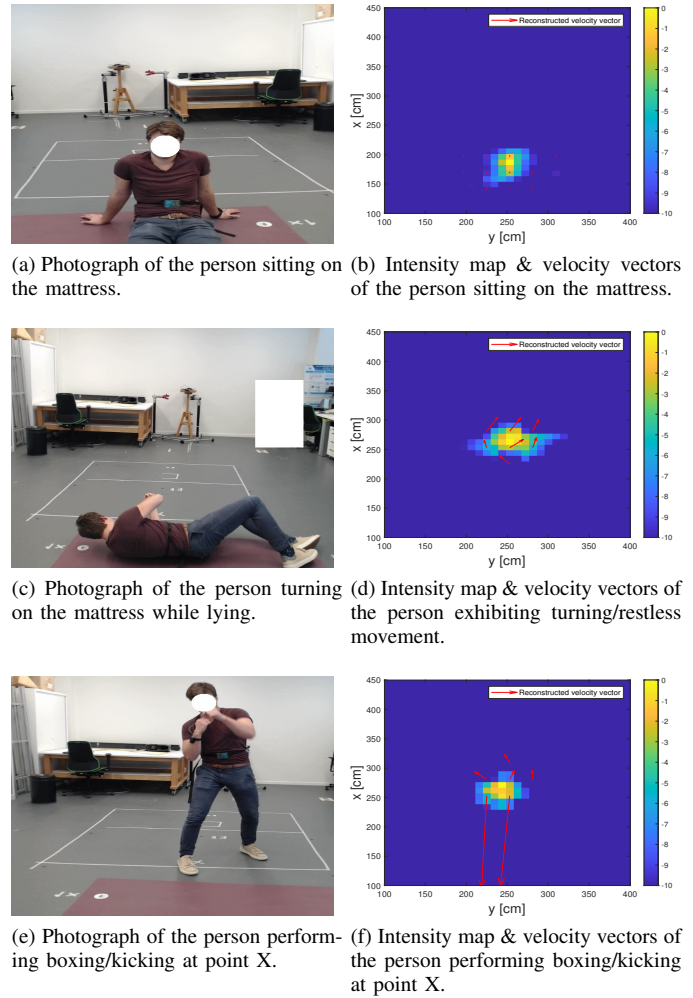 450
400
350
300
250
200
150
100
x [cm]
Reconstructed velocity vector
0
-1
-2
-3
-4
-5
-6
-7
-8
-9
-10
100 150 200 250 300 350 400
y [cm]
(a) Photograph of the person sitting on
the mattress.
(b) Intensity map & velocity vectors
of the person sitting on the mattress.
450
400
350
300
250
200
150
100
x [cm]
Reconstructed velocity vector
0
-1
-2
-3
-4
-5
-6
-7
-8
-9
-10
100 150 200 250 300 350 400
y [cm]
(c) Photograph of the person turning
on the mattress while lying.
(d) Intensity map & velocity vectors of
the person exhibiting turning/restless
movement.
450
400
350
300
250
200
150
100
x [cm]
Reconstructed velocity vector
0
-1
-2
-3
-4
-5
-6
-7
-8
-9
-10
100 150 200 250 300 350 400
y [cm]
(e) Photograph of the person perform-
ing boxing/kicking at point X.
(f) Intensity map & velocity vectors of
the person performing boxing/kicking
at point X.